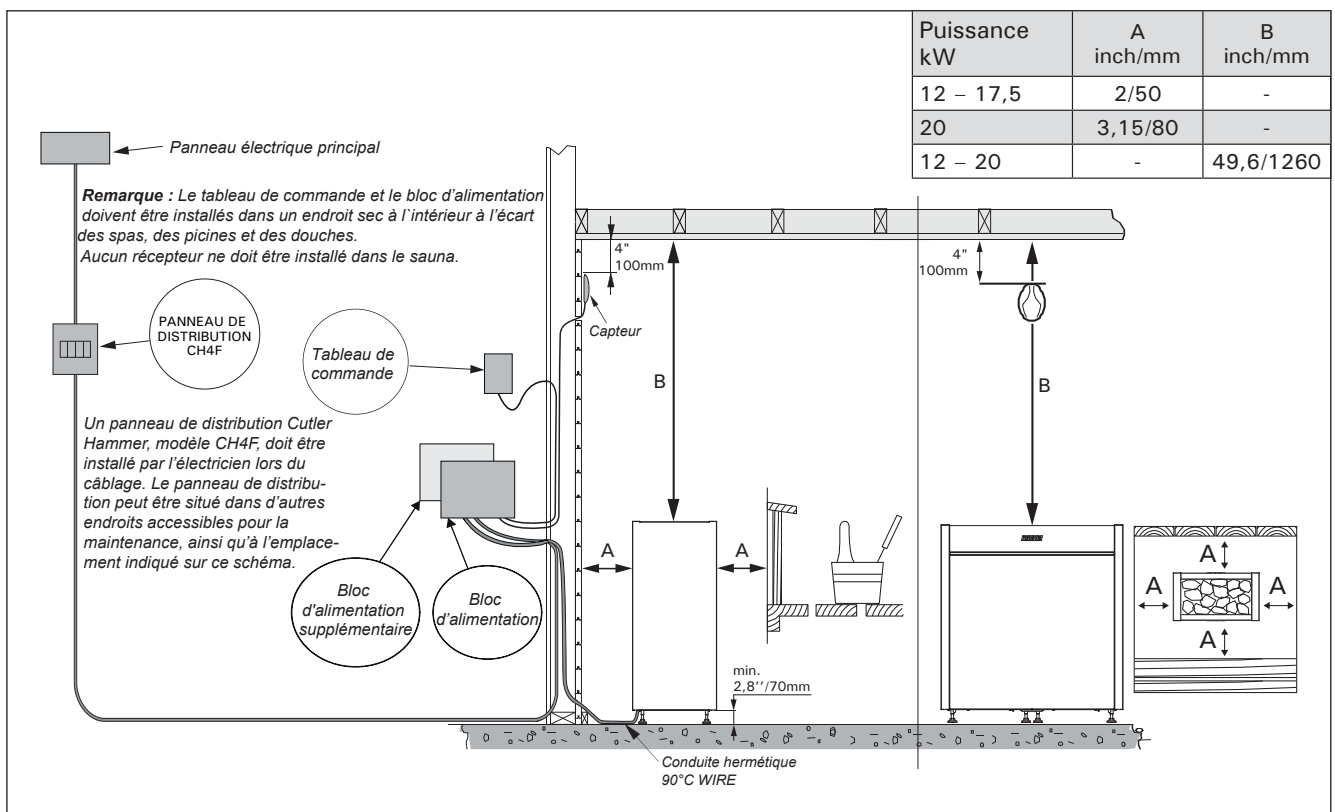 Puissance
kW
A
inch/mm
B
inch/mm
12 – 17,5
2/50
-
20
3,15/80
-
12 – 20
-
49,6/1260
Panneau électrique principal
Remarque : Le tableau de commande et le bloc d'alimentation
doivent être installés dans un endroit sec à l`intérieur à l'écart
des spas, des picines et des douches.
Aucun récepteur ne doit être installé dans le sauna.
4"
100mm
4"
100mm
Capteur
PANNEAU DE
DISTRIBUTION
CH4F
Tableau de
commande
B
B
Un panneau de distribution Cutler
Hammer, modèle CH4F, doit être
installé par l'électricien lors du
câblage. Le panneau de distribu-
tion peut être situé dans d'autres
endroits accessibles pour la
maintenance, ainsi qu'à l'emplace-
ment indiqué sur ce schéma.
A
A
A
A
A
A
Bloc
d'alimentation
supplémentaire
Bloc
d'alimentation
min.
2,8''/70mm
Conduite hermétique
90°C WIRE